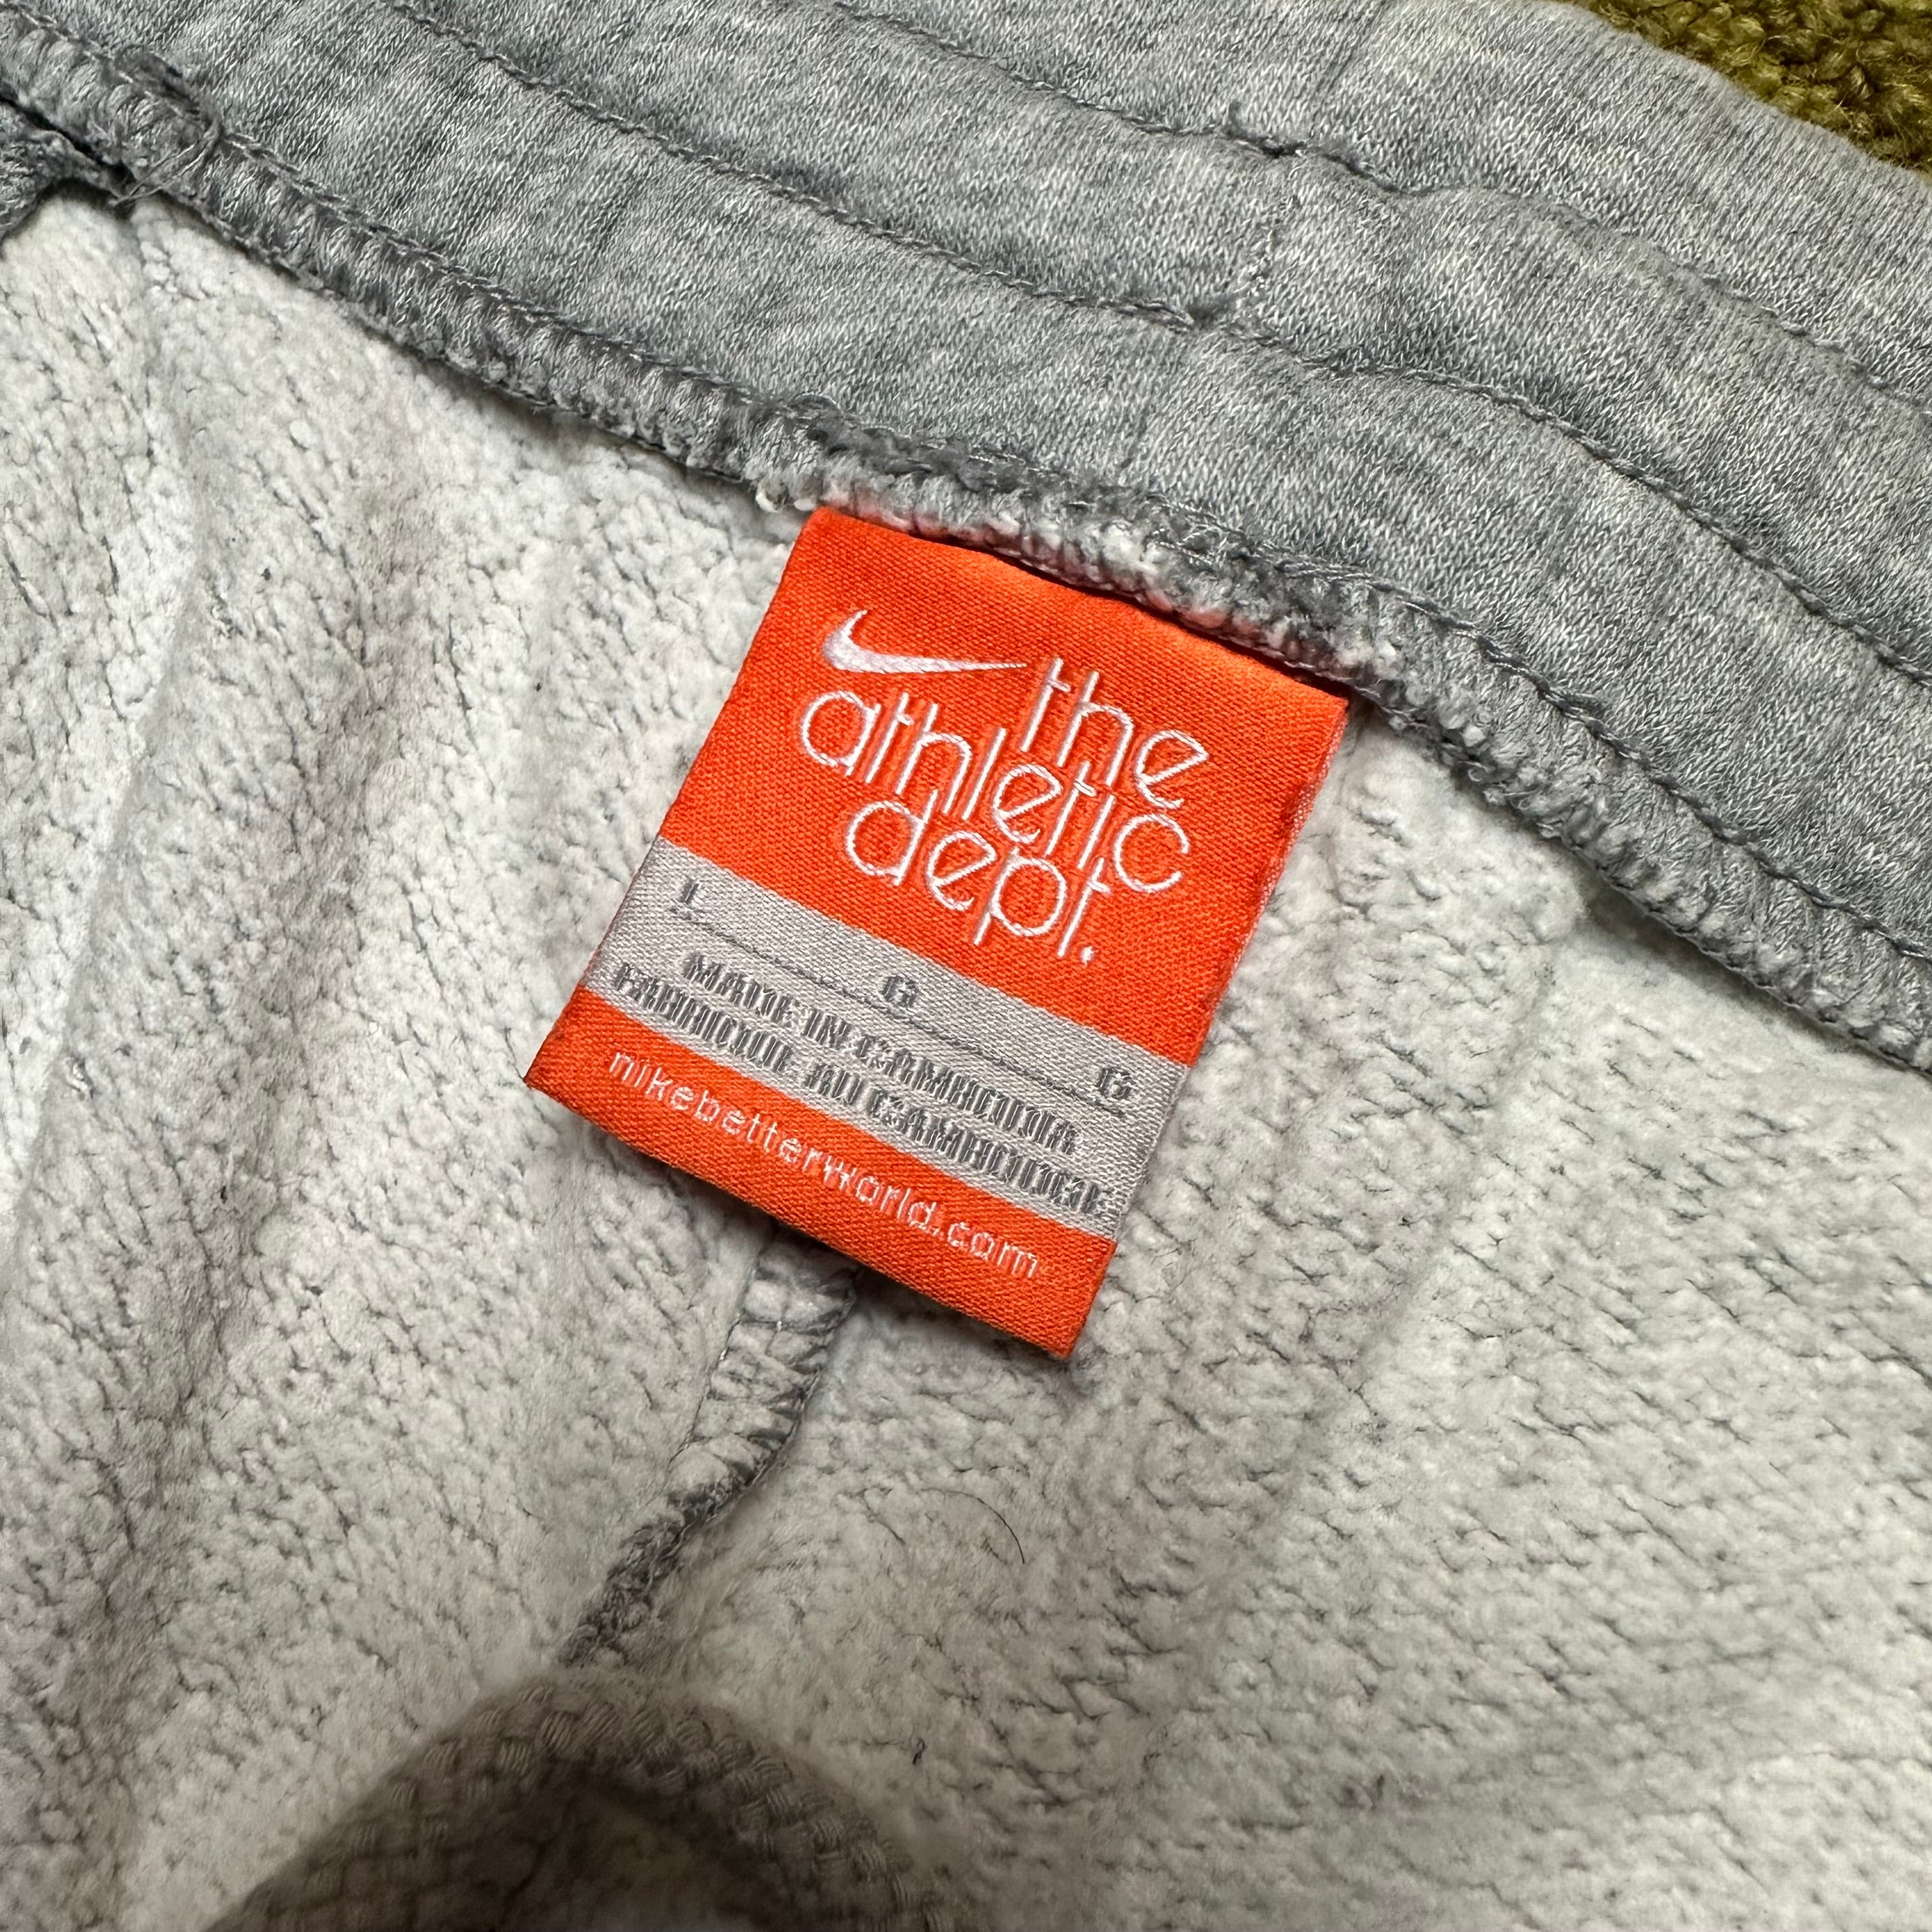 the
athletic
dept.
L G G
MADE IN CAMBODIA
FABRIQUE AU CAMBODGE
nikebetterworld.com